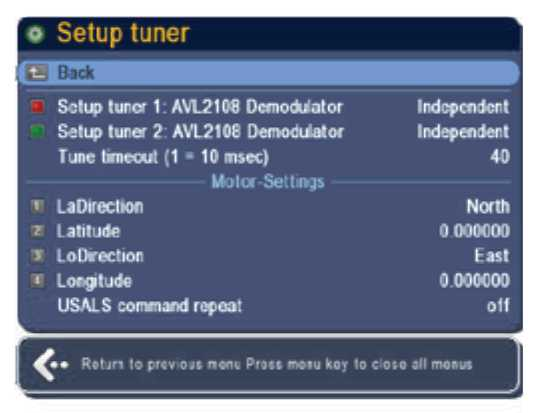 Setup tuner
Back
Setup tuner 1: AVL2108 Demodulator Independent
Setup tuner 2: AVL2108 Demodulator Independent
Tune timeout (1 = 10 msec) 40
Motor-Settings
1 LaDirection North
2 Latitude 0.000000
3 LoDirection East
4 Longitude 0.000000
USALS command repeat off
Return to previous menu Press menu key to close all menus